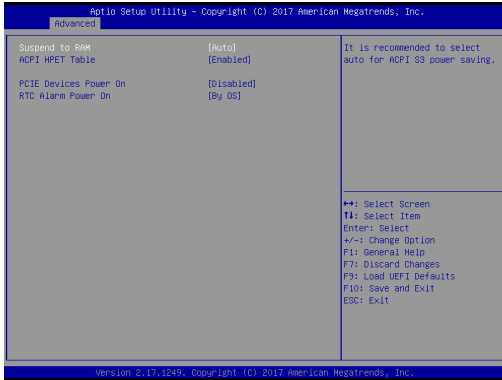 Aptio Setup Utility – Copyright (C) 2017 American Megatrends, Inc.
Advanced
Suspend to RAM [Auto]
ACPI HPET Table [Enabled]
PCIE Devices Power On [Disabled]
RTC Alarm Power On [By OS]
It is recommended to select
auto for ACPI S3 power saving.
↔: Select Screen
↑↓: Select Item
Enter: Select
+/-: Change Option
F1: General Help
F7: Discard Changes
F9: Load UEFI Defaults
F10: Save and Exit
ESC: Exit
Version 2.17.1249. Copyright (C) 2017 American Megatrends, Inc.